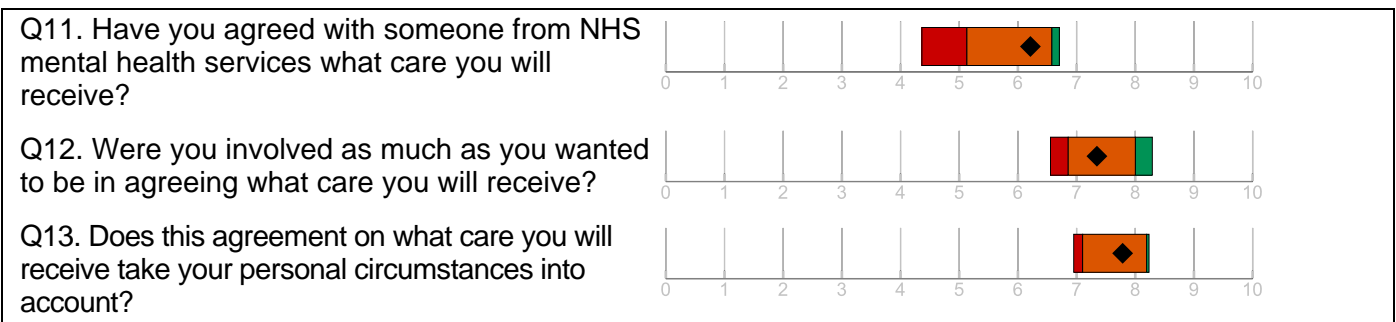 Q11. Have you agreed with someone from NHS
mental health services what care you will
receive?
0 1 2 3 4 5 6 7 8 9 10
Q12. Were you involved as much as you wanted
to be in agreeing what care you will receive?
0 1 2 3 4 5 6 7 8 9 10
Q13. Does this agreement on what care you will
receive take your personal circumstances into
account?
0 1 2 3 4 5 6 7 8 9 10